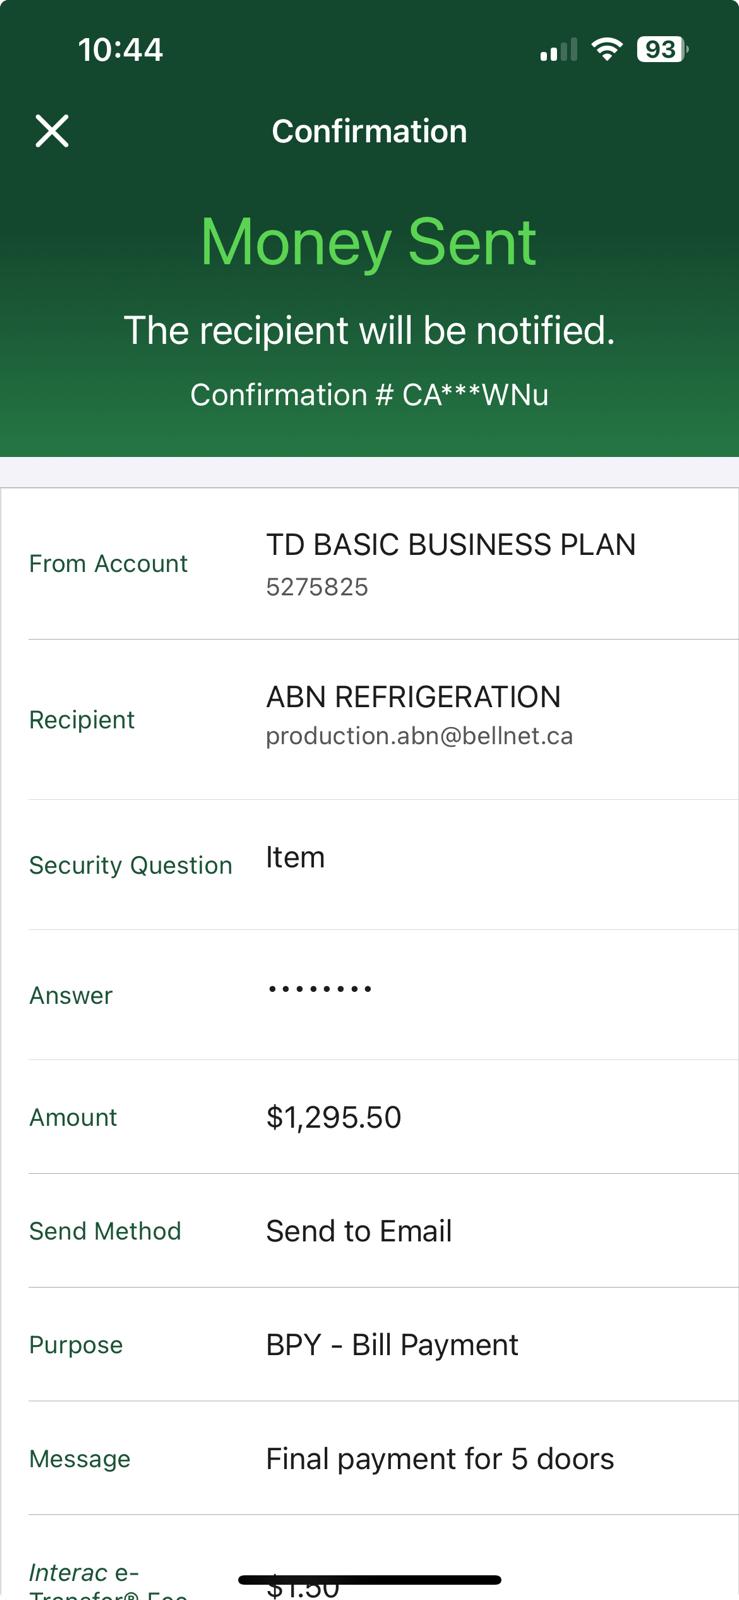 10:44
93
Confirmation
Money Sent
The recipient will be notified.
Confirmation # CA***WNu
From Account
TD BASIC BUSINESS PLAN
5275825
Recipient
ABN REFRIGERATION
production.abn@bellnet.ca
Security Question
Item
Answer
••••••••
Amount
$1,295.50
Send Method
Send to Email
Purpose
BPY - Bill Payment
Message
Final payment for 5 doors
Interac e-
Transfer® Fee
$1.50